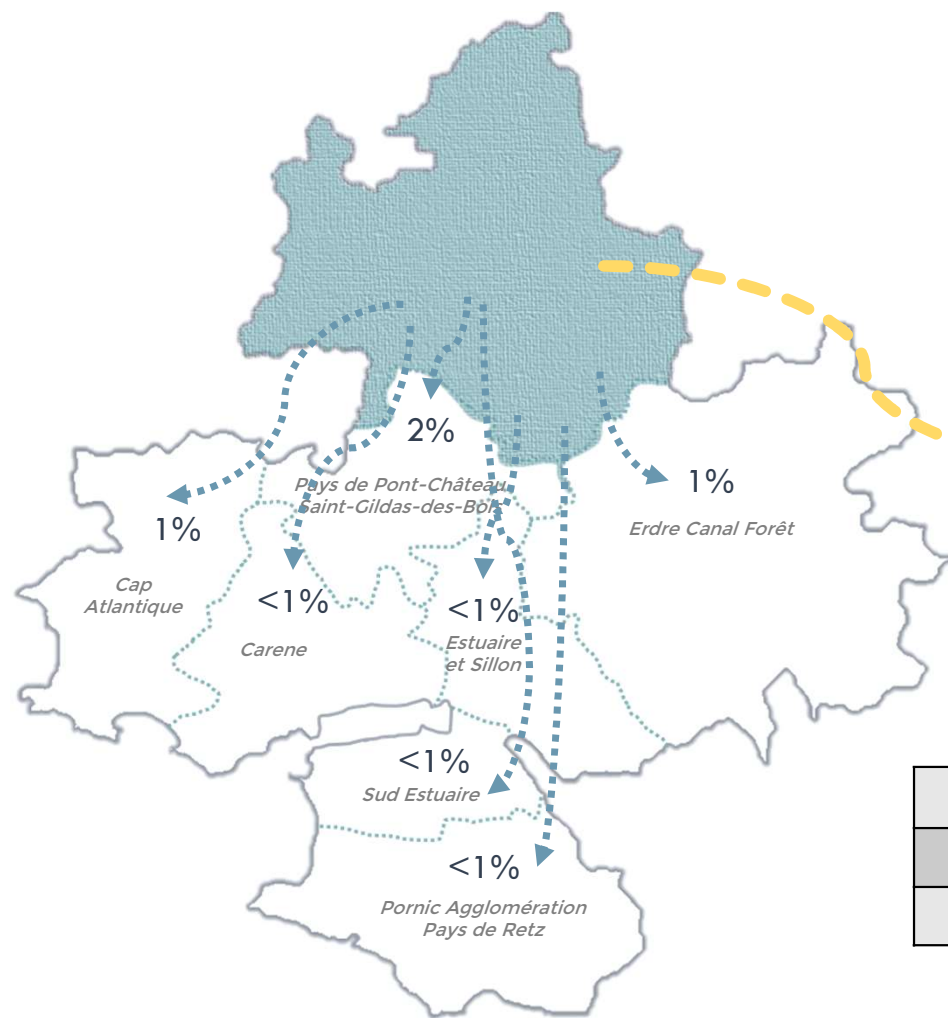 2%
Pays de Pont-Château
Saint-Gildas-des-Bois
1%
Erdre Canal Forêt
1%
Cap
Atlantique
<1%
Carene
<1%
Estuaire
et Sillon
<1%
Sud Estuaire
<1%
Pornic Agglomération
Pays de Retz